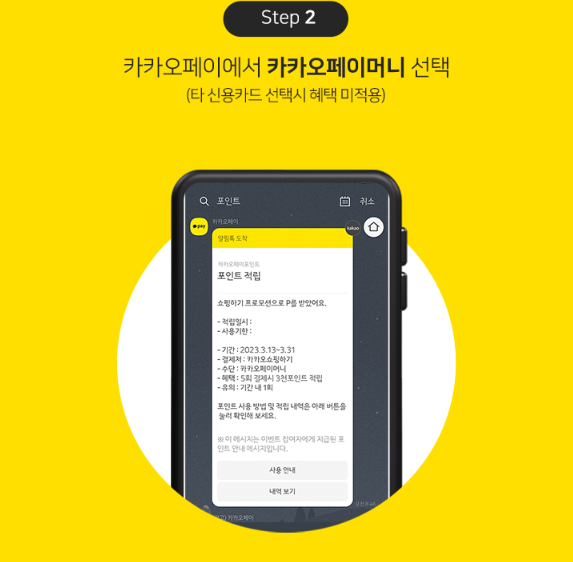 Step 2
카카오페이에서 카카오페이머니 선택
(타 신용카드 선택시 혜택 미적용)
포인트
취소
카카오페이
pay
kakao
알림톡 도착
카카오페이포인트
포인트 적립
쇼핑하기 프로모션으로 P를 받았어요.
- 적립일시 :
- 사용기한 :
- 기간 : 2023.3.13~3.31
- 결제처 : 카카오쇼핑하기
- 수단 : 카카오페이머니
- 혜택 : 5회 결제시 3천포인트 적립
- 유의 : 기간 내 1회
포인트 사용 방법 및 적립 내역은 아래 버튼을
눌러 확인해 보세요.
※ 이 메시지는 이벤트 참여자에게 지급된 포
인트 안내 메시지입니다.
사용 안내
내역 보기
카카오페이